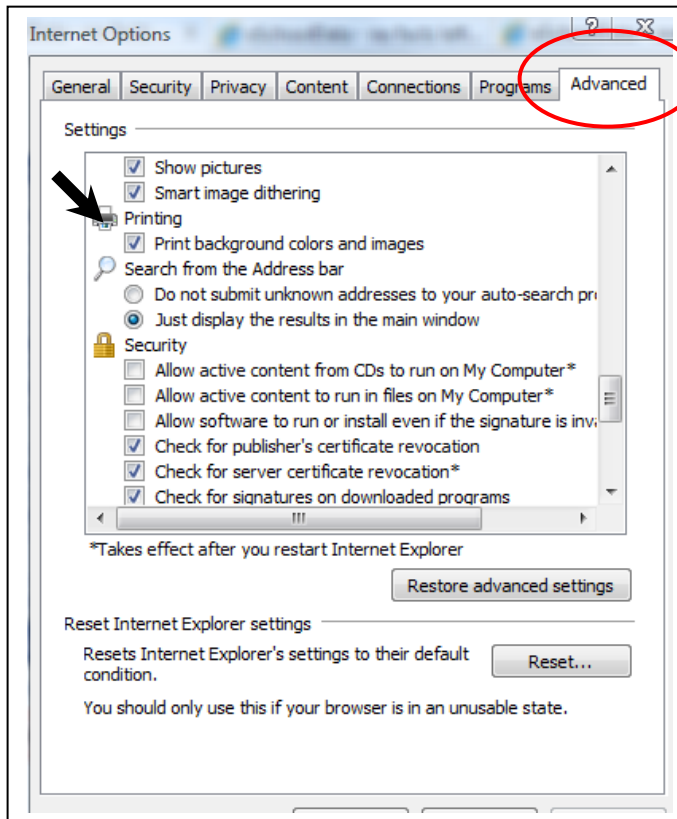 Internet Options
General Security Privacy Content Connections Programs Advanced
Settings
Show pictures
Smart image dithering
Printing
Print background colors and images
Search from the Address bar
Do not submit unknown addresses to your auto-search pr
Just display the results in the main window
Security
Allow active content from CDs to run on My Computer*
Allow active content to run in files on My Computer*
Allow software to run or install even if the signature is inv
Check for publisher's certificate revocation
Check for server certificate revocation*
Check for signatures on downloaded programs
*Takes effect after you restart Internet Explorer
Restore advanced settings
Reset Internet Explorer settings
Resets Internet Explorer's settings to their default
condition.
Reset...
You should only use this if your browser is in an unusable state.